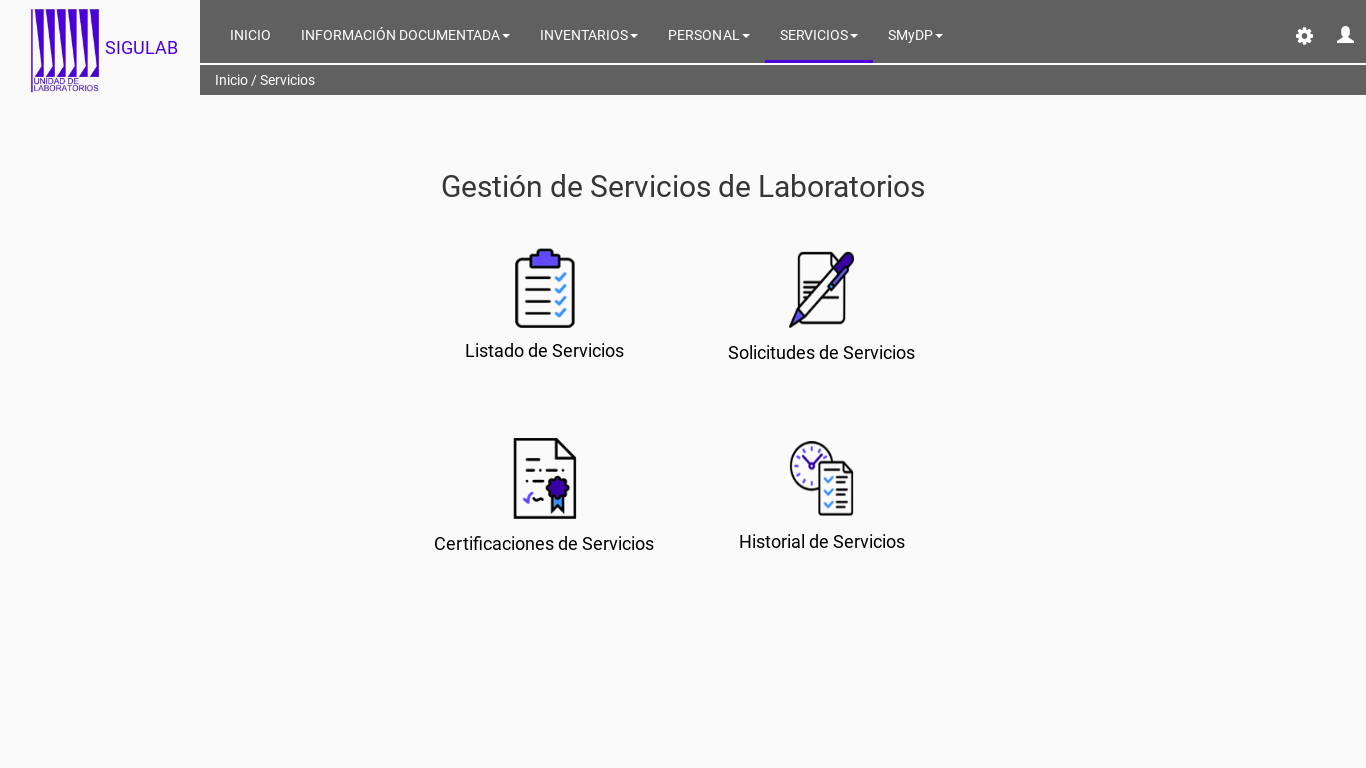 UNIDAD DE
LABORATORIOS
SIGULAB
INICIO
INFORMACIÓN DOCUMENTADA
INVENTARIOS
PERSONAL
SERVICIOS
SMyDP
Inicio / Servicios
Gestión de Servicios de Laboratorios
Listado de Servicios
Solicitudes de Servicios
Certificaciones de Servicios
Historial de Servicios